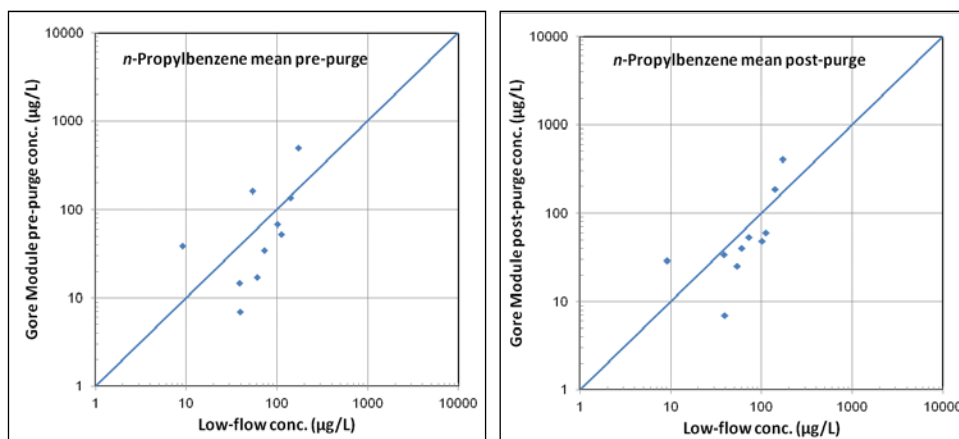 n-Propylbenzene mean pre-purge
Gore Module pre-purge conc. (µg/L)
10000
1000
100
10
1
1 10 100 1000 10000
Low-flow conc. (µg/L)
n-Propylbenzene mean post-purge
Gore Module post-purge conc. (µg/L)
10000
1000
100
10
1
1 10 100 1000 10000
Low-flow conc. (µg/L)